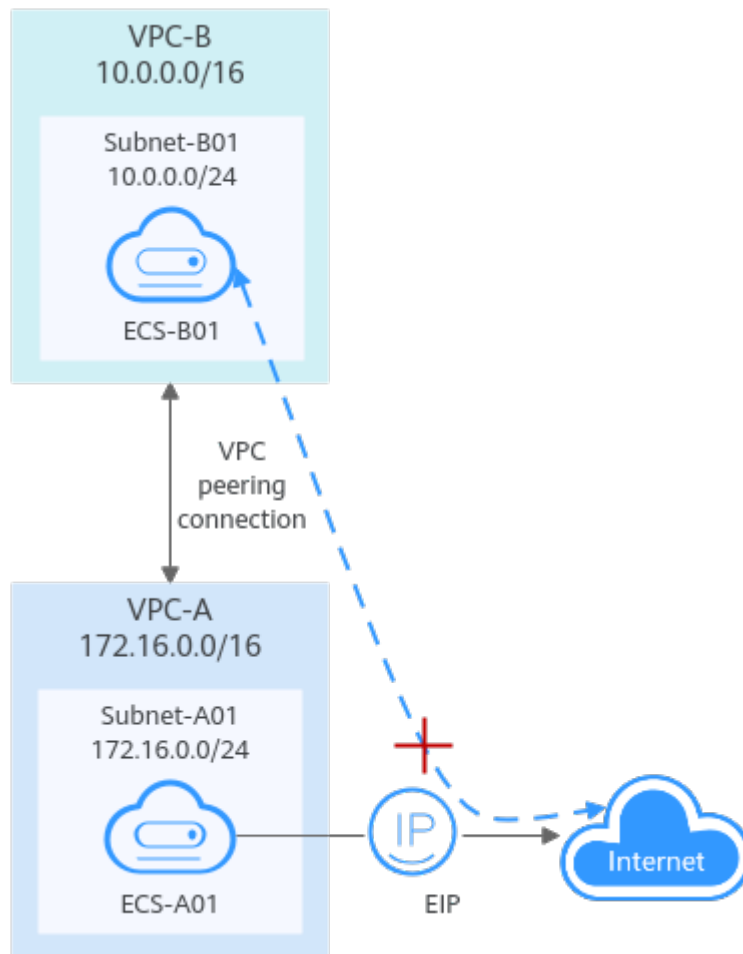 VPC-B
10.0.0.0/16
Subnet-B01
10.0.0.0/24
ECS-B01
VPC
peering
connection
VPC-A
172.16.0.0/16
Subnet-A01
172.16.0.0/24
IP
Internet
ECS-A01
EIP